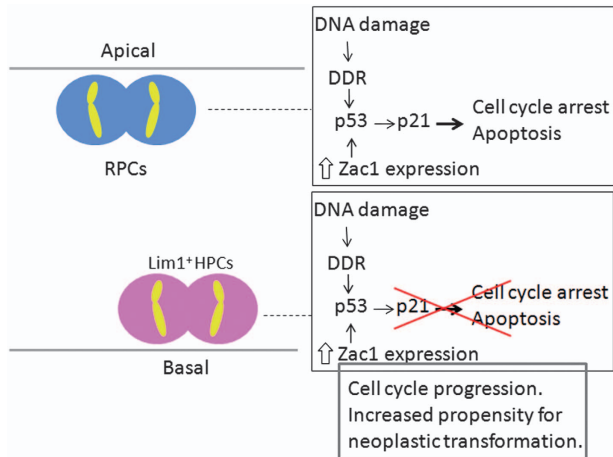 Apical
RPCs
DNA damage
DDR
p53 → p21 → Cell cycle arrest
Apoptosis
⇧ Zac1 expression
Lim1⁺HPCs
Basal
DNA damage
DDR
p53 → p21 → Cell cycle arrest
Apoptosis
⇧ Zac1 expression
Cell cycle progression.
Increased propensity for
neoplastic transformation.